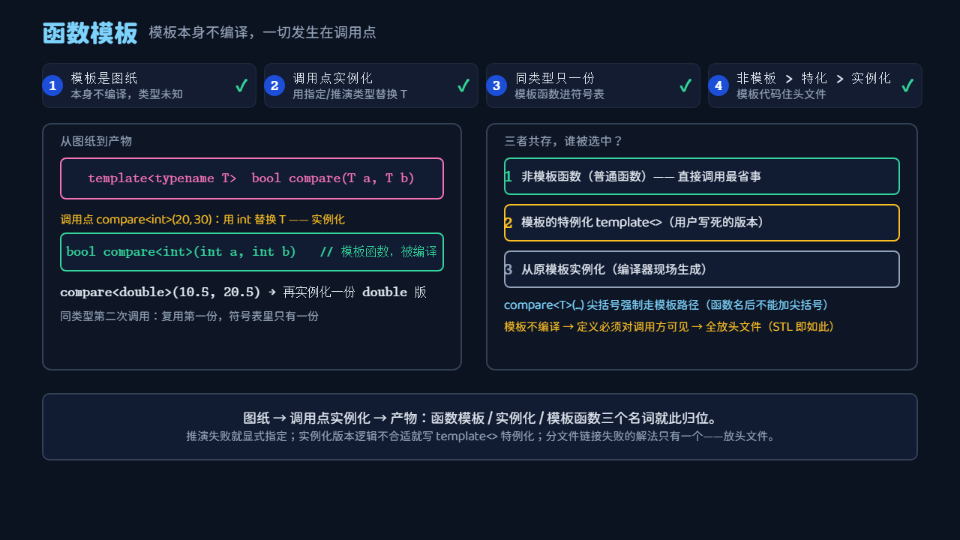 函数模板 模板本身不编译，一切发生在调用点
1 模板是图纸 ✓
本身不编译，类型未知
2 调用点实例化 ✓
用指定/推演类型替换 T
3 同类型只一份 ✓
模板函数进符号表
4 非模板 > 特化 > 实例化 ✓
模板代码住头文件
从图纸到产物
template<typename T> bool compare(T a, T b)
调用点 compare<int>(20, 30)：用 int 替换 T —— 实例化
bool compare<int>(int a, int b) // 模板函数，被编译
compare<double>(10.5, 20.5) → 再实例化一份 double 版
同类型第二次调用：复用第一份，符号表里只有一份
三者共存，谁被选中？
1 非模板函数（普通函数）—— 直接调用最省事
2 模板的特例化 template<>（用户写死的版本）
3 从原模板实例化（编译器现场生成）
compare<T>(…) 尖括号强制走模板路径（函数名后不能加尖括号）
模板不编译 → 定义必须对调用方可见 → 全放头文件（STL 即如此）
图纸 → 调用点实例化 → 产物：函数模板 / 实例化 / 模板函数三个名词就此归位。
推演失败就显式指定；实例化版本逻辑不合适就写 template<> 特例化；分文件链接失败的解法只有一个——放头文件。